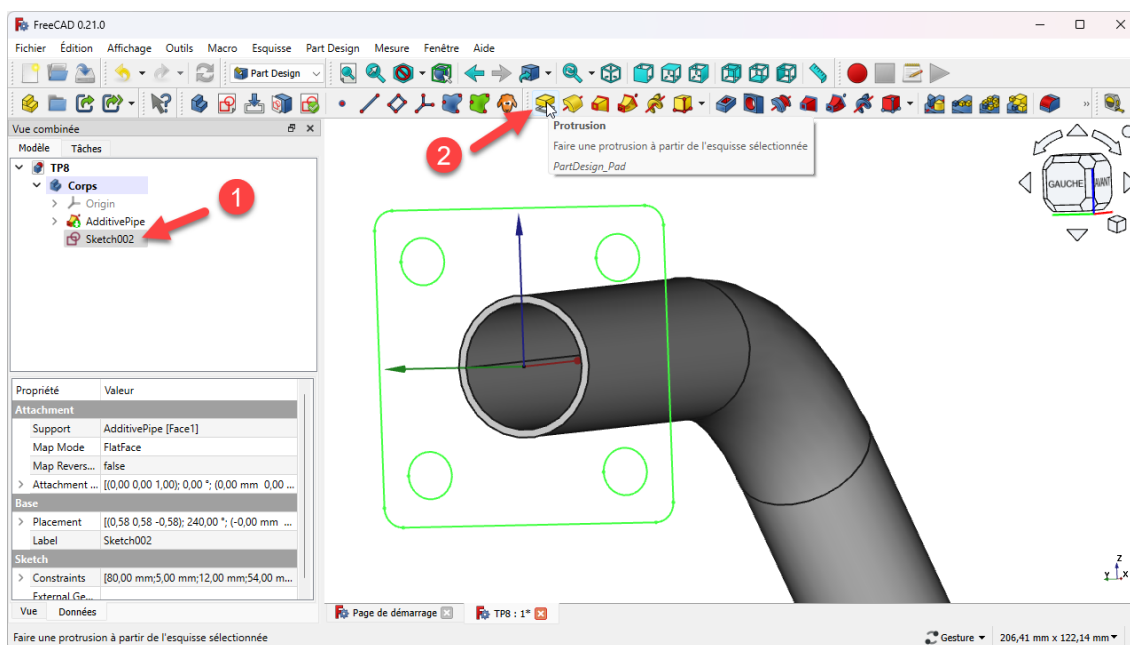 FreeCAD 0.21.0
Fichier Édition Affichage Outils Macro Esquisse Part Design Mesure Fenêtre Aide
Part Design
»
Vue combinée
Modèle Tâches
TP8
Corps
Origin
AdditivePipe
Sketch002
1
2
Protrusion
Faire une protrusion à partir de l'esquisse sélectionnée
PartDesign_Pad
GAUCHE AVANT
Propriété Valeur
Attachment
Support AdditivePipe [Face1]
Map Mode FlatFace
Map Revers... false
Attachment ... [(0,00 0,00 1,00); 0,00 °; (0,00 mm 0,00 ...
Base
Placement [(0,58 0,58 -0,58); 240,00 °; (-0,00 mm ...
Label Sketch002
Sketch
Constraints [80,00 mm;5,00 mm;12,00 mm;54,00 m...
External Ge...
Vue Données
z
y x
Page de démarrage TP8 : 1*
Faire une protrusion à partir de l'esquisse sélectionnée
Gesture 206,41 mm x 122,14 mm